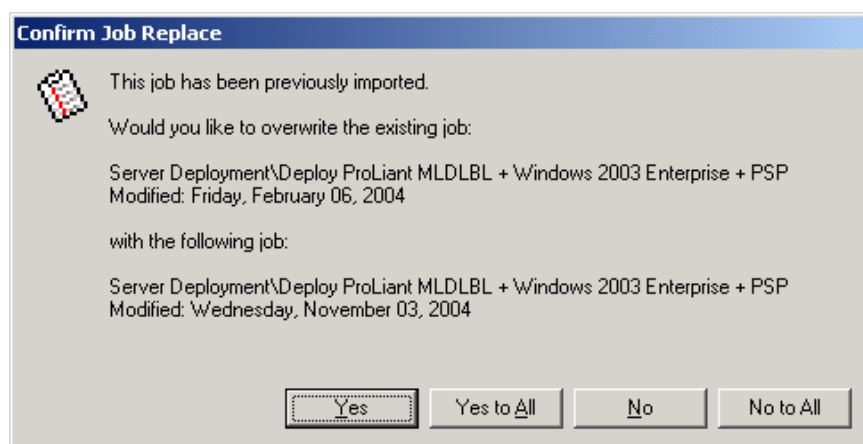 Confirm Job Replace
This job has been previously imported.
Would you like to overwrite the existing job:
Server Deployment\Deploy ProLiant MLDLBL + Windows 2003 Enterprise + PSP
Modified: Friday, February 06, 2004
with the following job:
Server Deployment\Deploy ProLiant MLDLBL + Windows 2003 Enterprise + PSP
Modified: Wednesday, November 03, 2004
Yes Yes to All No No to All